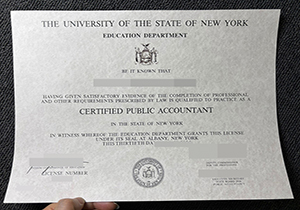 THE UNIVERSITY OF THE STATE OF NEW YORK
EDUCATION DEPARTMENT
BE IT KNOWN THAT
HAVING GIVEN SATISFACTORY EVIDENCE OF THE COMPLETION OF PROFESSIONAL
AND OTHER REQUIREMENTS PRESCRIBED BY LAW IS QUALIFIED TO PRACTICE AS A
CERTIFIED PUBLIC ACCOUNTANT
IN THE STATE OF NEW YORK
IN WITNESS WHEREOF THE EDUCATION DEPARTMENT GRANTS THIS LICENSE
UNDER ITS SEAL AT ALBANY, NEW YORK
THIS THIRTIETH DA
LICENSE NUMBER